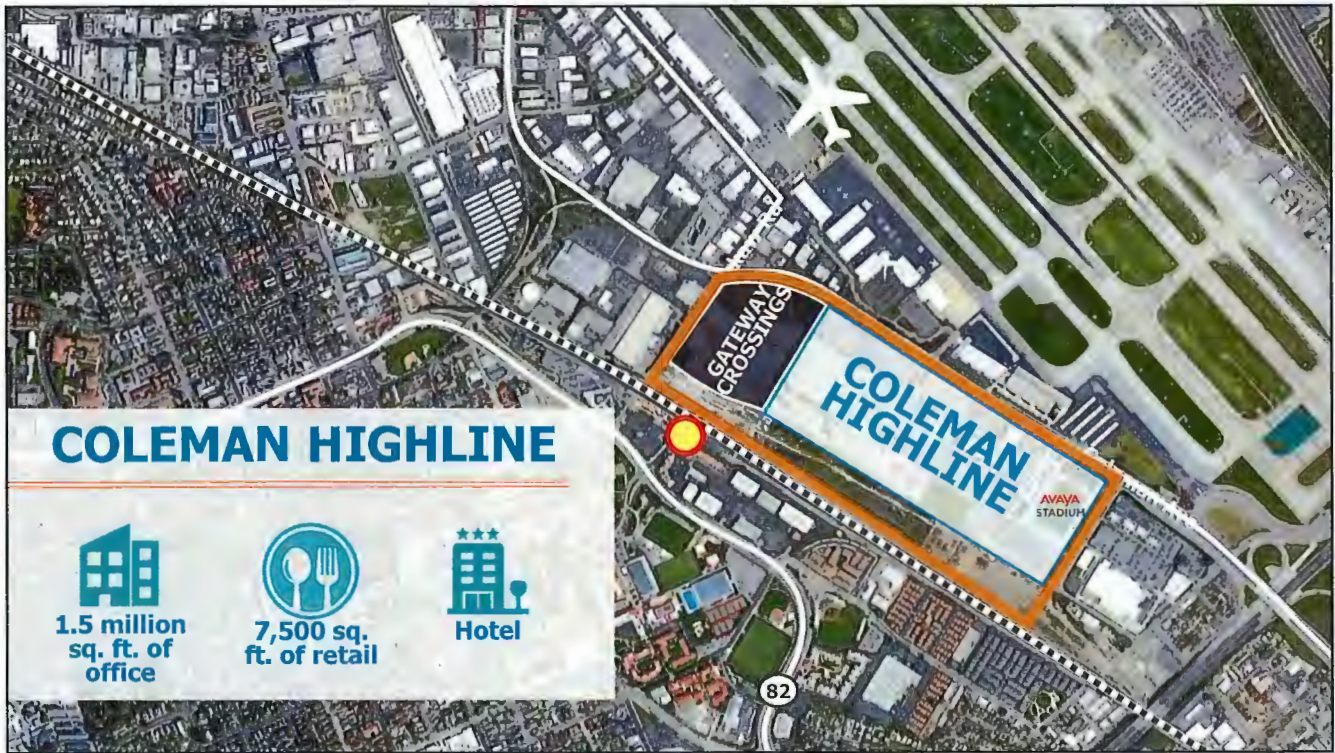 GATEWAY
CROSSINGS
COLEMAN
HIGHLINE
AVAYA
STADIUM
COLEMAN HIGHLINE
1.5 million
sq. ft. of
office
7,500 sq.
ft. of retail
Hotel
82